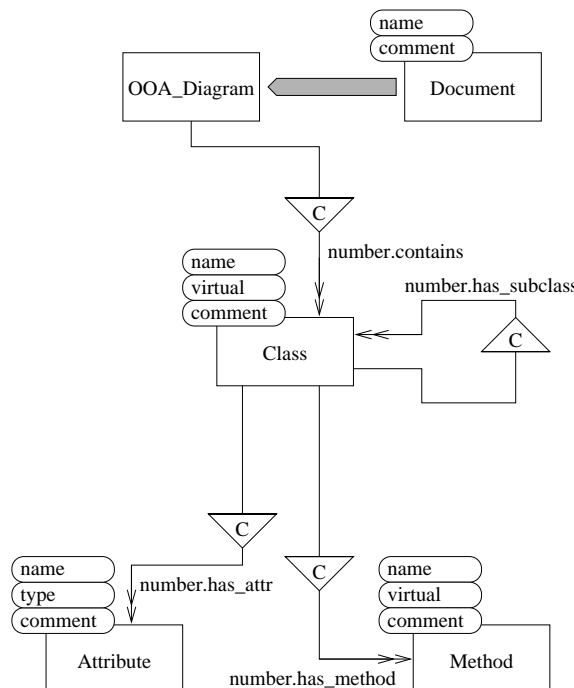 name
comment
OOA_Diagram
Document
C
number.contains
name
virtual
comment
number.has_subclass
C
Class
C
C
name
type
comment
number.has_attr
name
virtual
comment
Attribute
number.has_method
Method